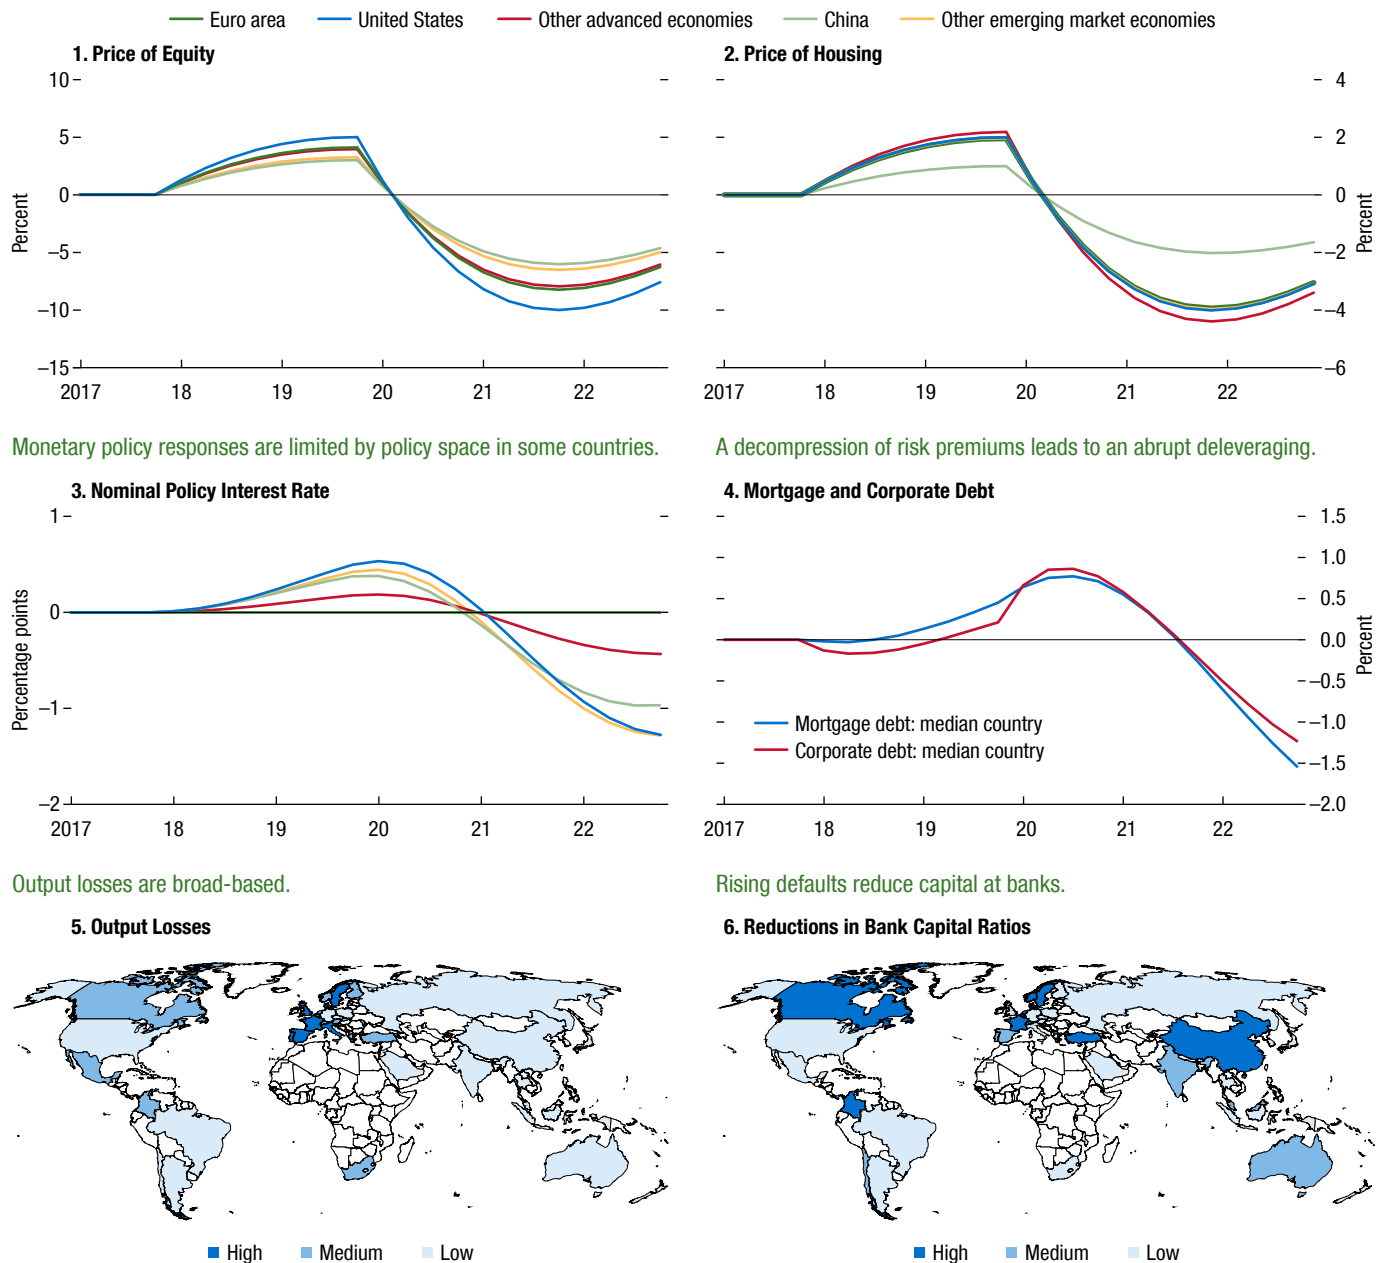 Euro area United States Other advanced economies China Other emerging market economies
1. Price of Equity
10
5
0
–5
–10
–15
Percent
2017 18 19 20 21 22
2. Price of Housing
4
2
0
–2
–4
–6
Percent
2017 18 19 20 21 22
Monetary policy responses are limited by policy space in some countries.
3. Nominal Policy Interest Rate
1
0
–1
–2
Percentage points
2017 18 19 20 21 22
A decompression of risk premiums leads to an abrupt deleveraging.
4. Mortgage and Corporate Debt
1.5
1.0
0.5
0.0
–0.5
–1.0
–1.5
–2.0
Percent
Mortgage debt: median country
Corporate debt: median country
2017 18 19 20 21 22
Output losses are broad-based.
5. Output Losses
High Medium Low
Rising defaults reduce capital at banks.
6. Reductions in Bank Capital Ratios
High Medium Low